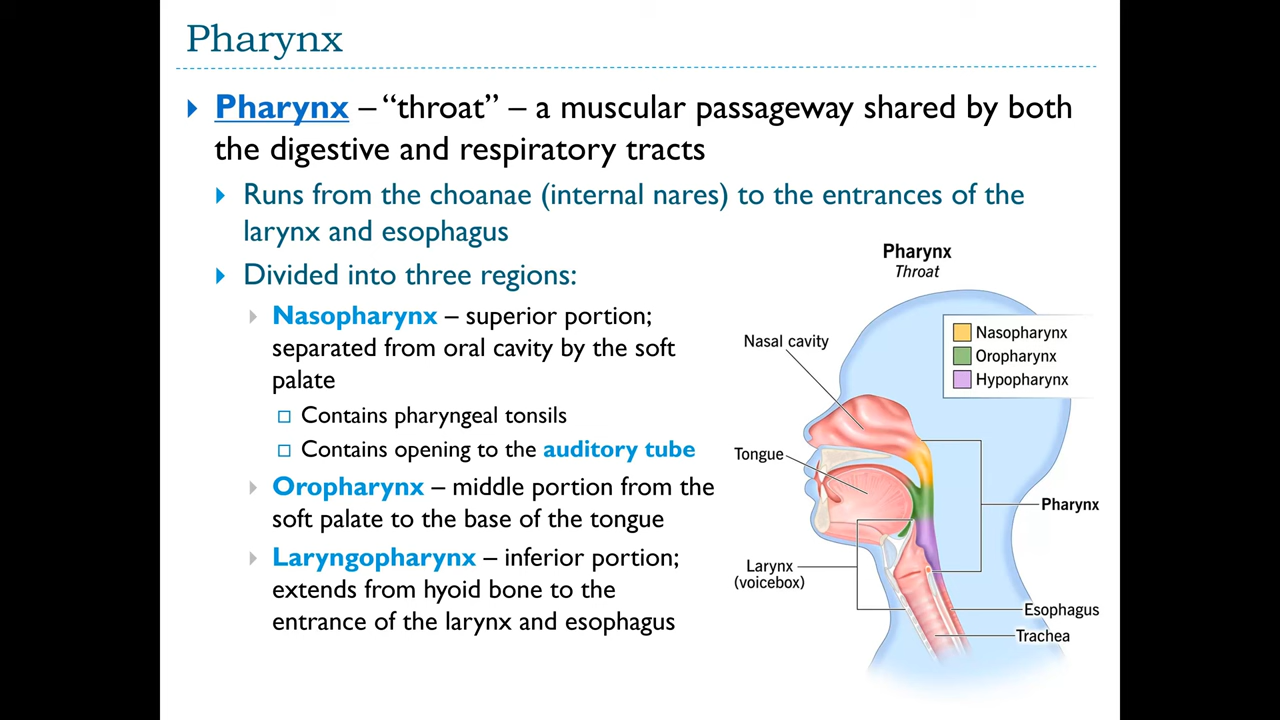 Pharynx
Pharynx – “throat” – a muscular passageway shared by both
the digestive and respiratory tracts
Runs from the choanae (internal nares) to the entrances of the
larynx and esophagus
Divided into three regions:
Nasopharynx – superior portion;
separated from oral cavity by the soft
palate
Contains pharyngeal tonsils
Contains opening to the auditory tube
Oropharynx – middle portion from the
soft palate to the base of the tongue
Laryngopharynx – inferior portion;
extends from hyoid bone to the
entrance of the larynx and esophagus
Pharynx
Throat
Nasopharynx
Oropharynx
Hypopharynx
Nasal cavity
Tongue
Pharynx
Larynx
(voicebox)
Esophagus
Trachea